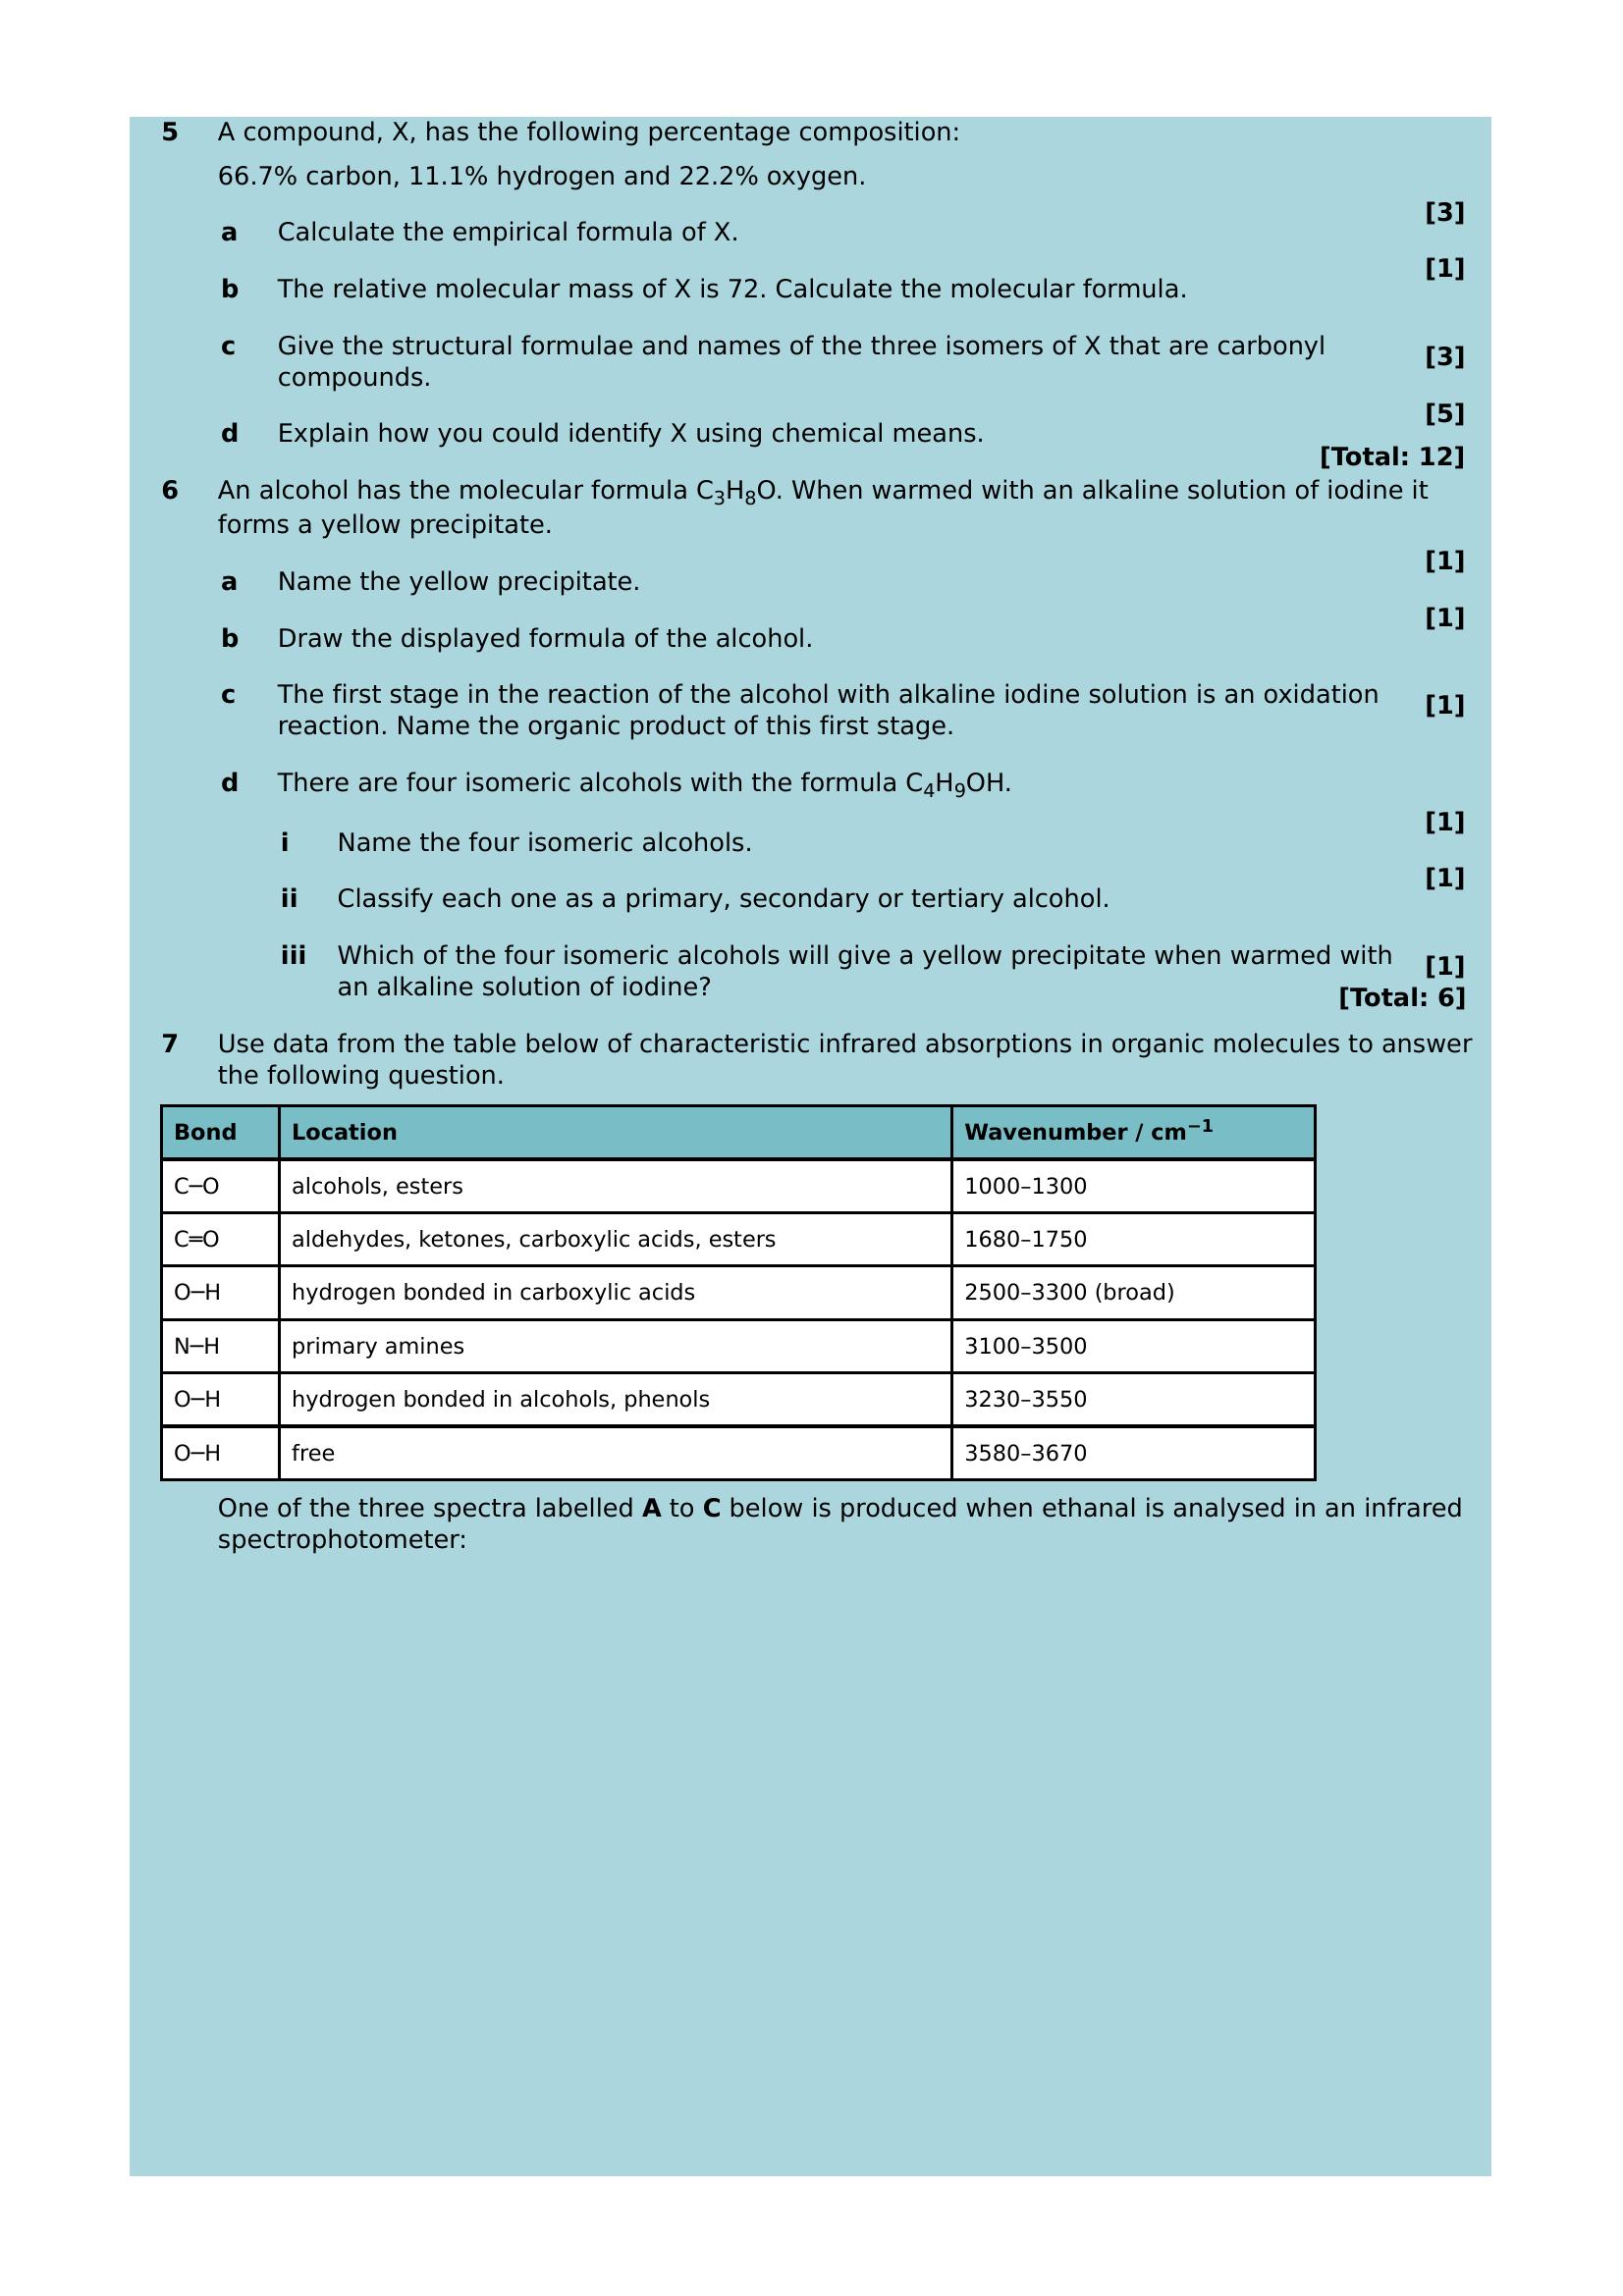 5 A compound, X, has the following percentage composition:
66.7% carbon, 11.1% hydrogen and 22.2% oxygen.
a Calculate the empirical formula of X. [3]
b The relative molecular mass of X is 72. Calculate the molecular formula. [1]
c Give the structural formulae and names of the three isomers of X that are carbonyl
compounds. [3]
d Explain how you could identify X using chemical means. [5]
[Total: 12]
6 An alcohol has the molecular formula C₃H₈O. When warmed with an alkaline solution of iodine it
forms a yellow precipitate.
a Name the yellow precipitate. [1]
b Draw the displayed formula of the alcohol. [1]
c The first stage in the reaction of the alcohol with alkaline iodine solution is an oxidation
reaction. Name the organic product of this first stage. [1]
d There are four isomeric alcohols with the formula C₄H₉OH.
i Name the four isomeric alcohols. [1]
ii Classify each one as a primary, secondary or tertiary alcohol. [1]
iii Which of the four isomeric alcohols will give a yellow precipitate when warmed with
an alkaline solution of iodine? [1]
[Total: 6]
7 Use data from the table below of characteristic infrared absorptions in organic molecules to answer
the following question.
Bond Location Wavenumber / cm⁻¹
C─O alcohols, esters 1000–1300
C═O aldehydes, ketones, carboxylic acids, esters 1680–1750
O─H hydrogen bonded in carboxylic acids 2500–3300 (broad)
N─H primary amines 3100–3500
O─H hydrogen bonded in alcohols, phenols 3230–3550
O─H free 3580–3670
One of the three spectra labelled A to C below is produced when ethanal is analysed in an infrared
spectrophotometer: